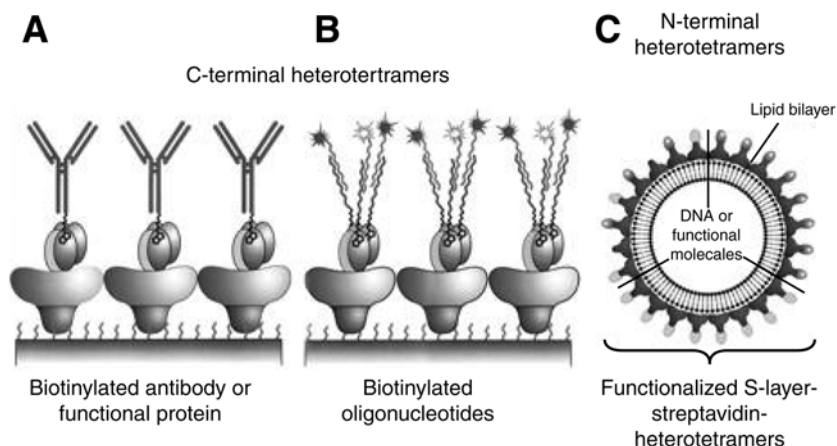 A
B
C
N-terminal
heterotetramers
C-terminal heterotertramers
Lipid bilayer
DNA or
functional
molecales
Biotinylated antibody or
functional protein
Biotinylated
oligonucleotides
Functionalized S-layer-
streptavidin-
heterotetramers